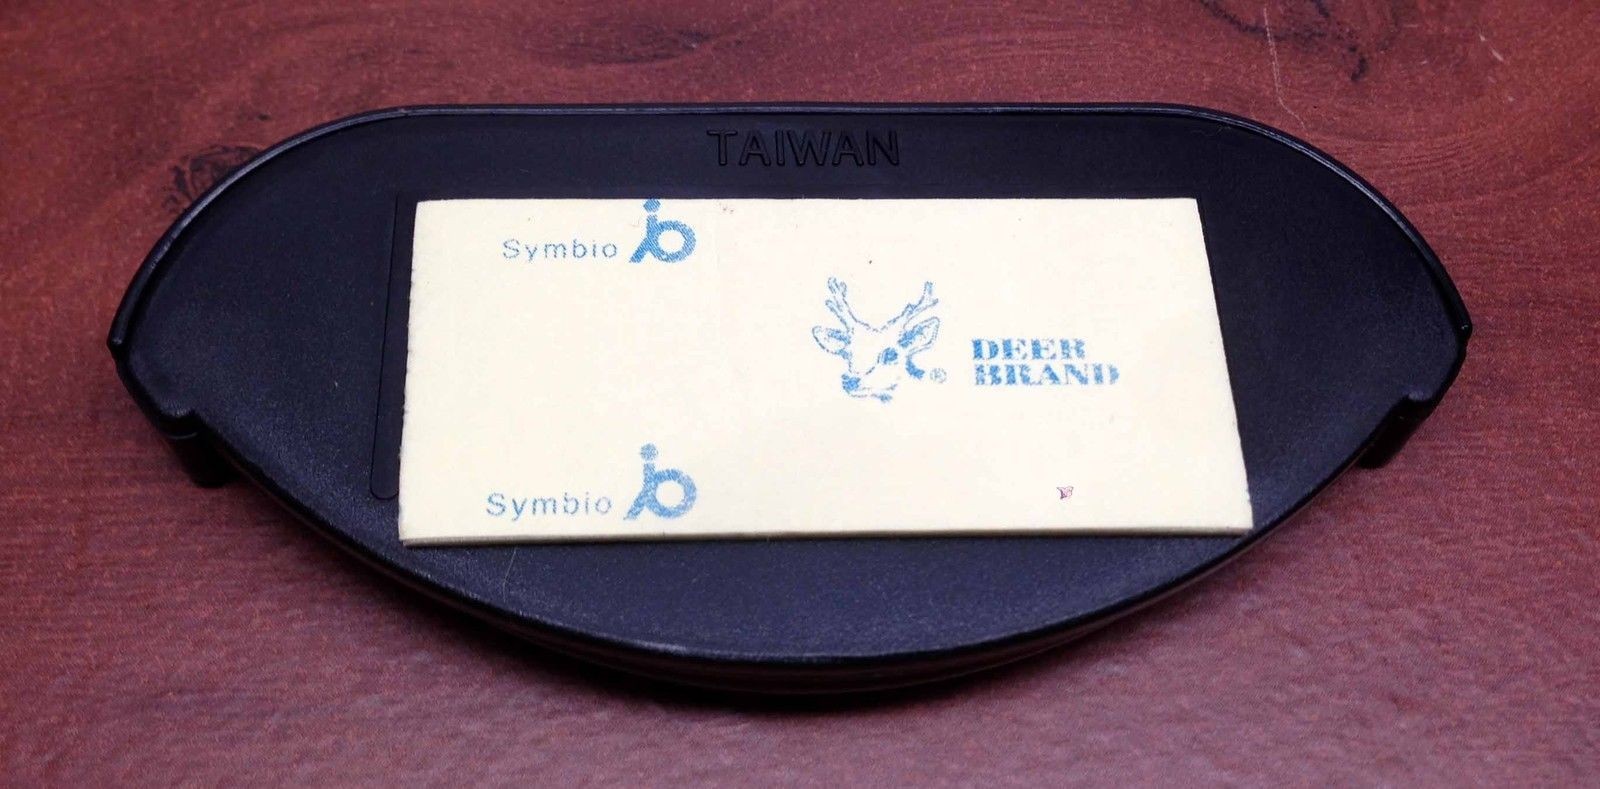 TAIWAN
Symbio
DEER
BRAND
®
Symbio